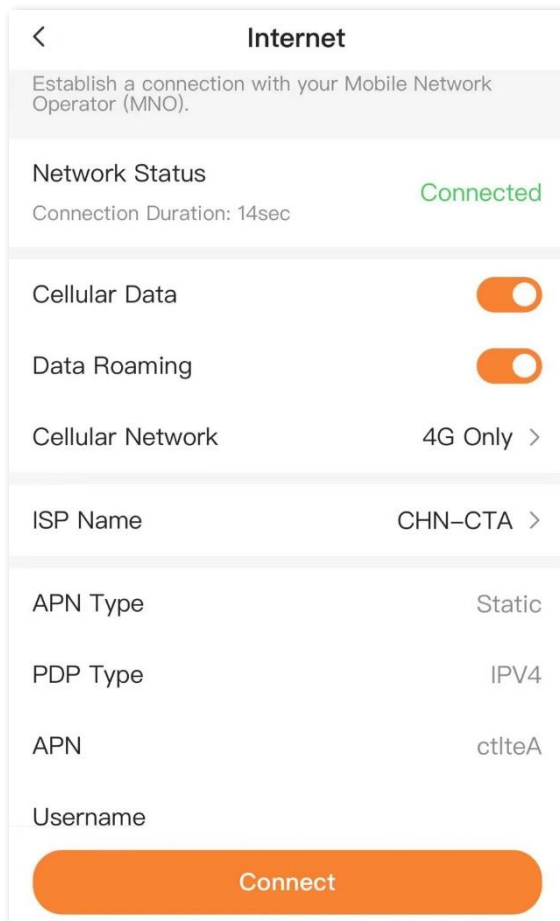 Internet
Establish a connection with your Mobile Network
Operator (MNO).
Network Status
Connected
Connection Duration: 14sec
Cellular Data
Data Roaming
Cellular Network
4G Only
ISP Name
CHN-CTA
APN Type
Static
PDP Type
IPV4
APN
ctlteA
Username
Connect